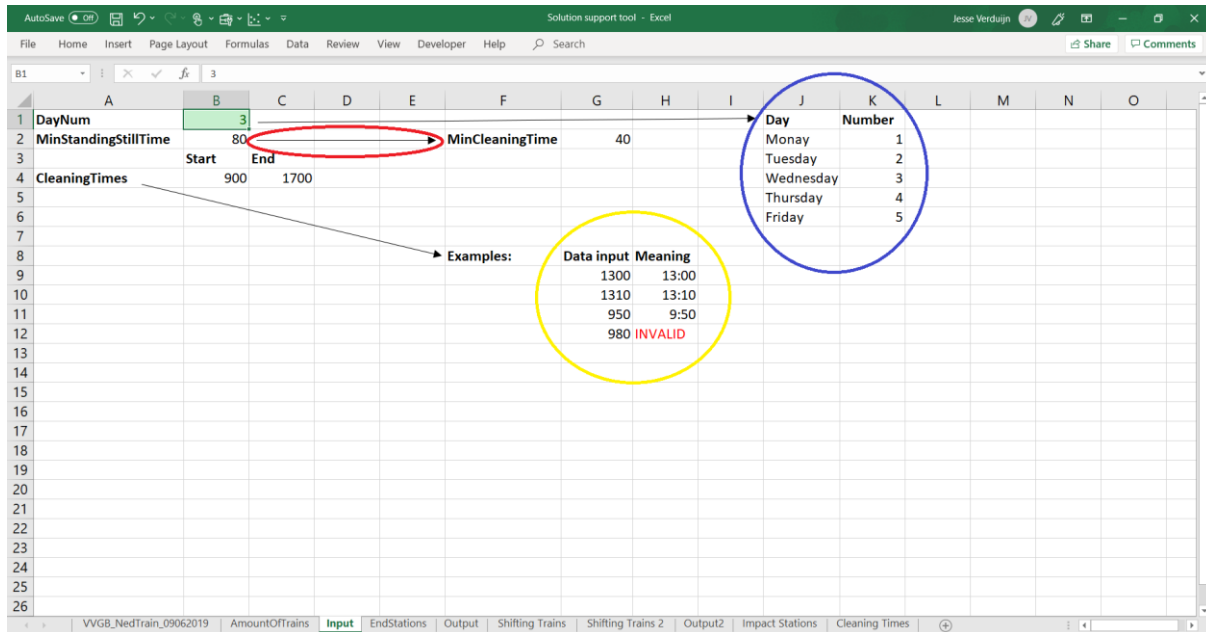 AutoSave Off Solution support tool - Excel Jesse Verduijn JV
File Home Insert Page Layout Formulas Data Review View Developer Help Search Share Comments
B1 fx 3
A B C D E F G H I J K L M N O
1 DayNum 3 Day Number
2 MinStandingStillTime 80 MinCleaningTime 40 Monay 1
3 Start End Tuesday 2
4 CleaningTimes 900 1700 Wednesday 3
5 Thursday 4
6 Friday 5
7
8 Examples: Data input Meaning
9 1300 13:00
10 1310 13:10
11 950 9:50
12 980 INVALID
13
14
15
16
17
18
19
20
21
22
23
24
25
26
VVGB_NedTrain_09062019 AmountOfTrains Input EndStations Output Shifting Trains Shifting Trains 2 Output2 Impact Stations Cleaning Times